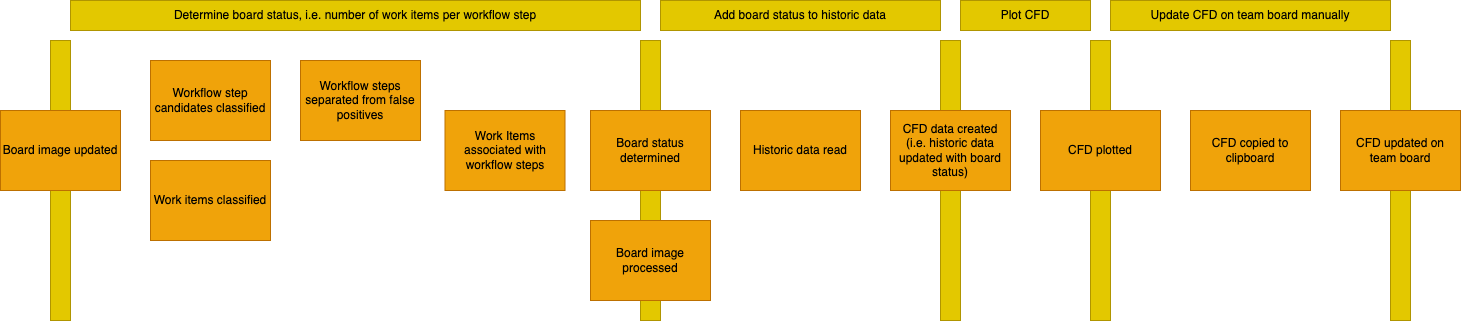 Determine board status, i.e. number of work items per workflow step
Add board status to historic data
Plot CFD
Update CFD on team board manually
Board image updated
Workflow step
candidates classified
Work items classified
Workflow steps
separated from false
positives
Work Items
associated with
workflow steps
Board status
determined
Board image
processed
Historic data read
CFD data created
(i.e. historic data
updated with board
status)
CFD plotted
CFD copied to
clipboard
CFD updated on
team board